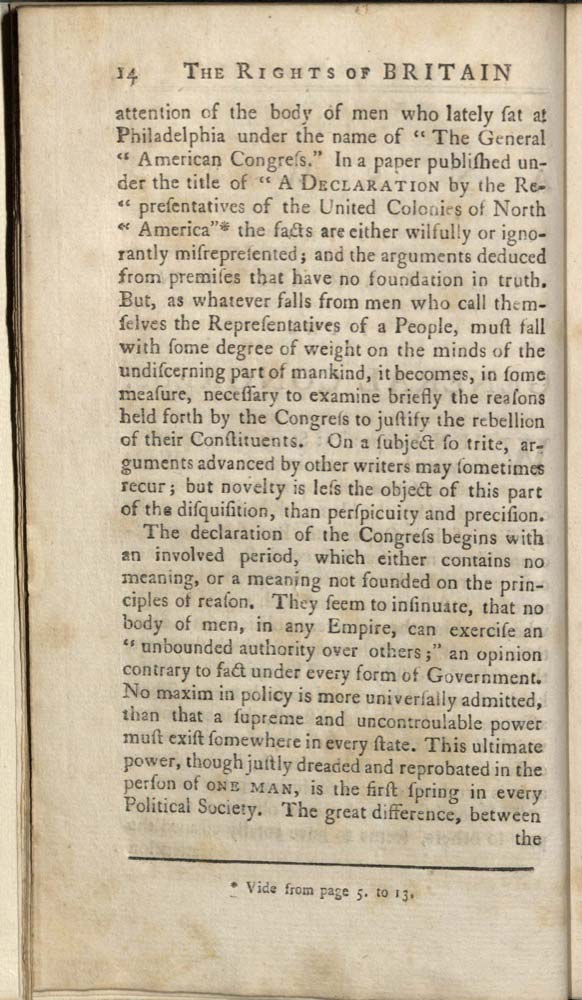 14 THE RIGHTS OF BRITAIN
attention of the body of men who lately ſat at
Philadelphia under the name of “ The General
“ American Congreſs.” In a paper publiſhed un-
der the title of “ A DECLARATION by the Re-
“ preſentatives of the United Colonies of North
“ America”* the facts are either wilfully or igno-
rantly miſrepreſented; and the arguments deduced
from premiſes that have no foundation in truth.
But, as whatever falls from men who call them-
ſelves the Repreſentatives of a People, muſt fall
with ſome degree of weight on the minds of the
undiſcerning part of mankind, it becomes, in ſome
meaſure, neceſſary to examine briefly the reaſons
held forth by the Congreſs to juſtify the rebellion
of their Conſtituents. On a ſubject ſo trite, ar-
guments advanced by other writers may ſometimes
recur; but novelty is leſs the object of this part
of the diſquiſition, than perſpicuity and preciſion.
The declaration of the Congreſs begins with
an involved period, which either contains no
meaning, or a meaning not founded on the prin-
ciples of reaſon. They ſeem to inſinuate, that no
body of men, in any Empire, can exerciſe an
“ unbounded authority over others;” an opinion
contrary to fact under every form of Government.
No maxim in policy is more univerſally admitted,
than that a ſupreme and uncontroulable power
muſt exiſt ſomewhere in every ſtate. This ultimate
power, though juſtly dreaded and reprobated in the
perſon of ONE MAN, is the firſt ſpring in every
Political Society. The great difference, between
the
* Vide from page 5. to 13.